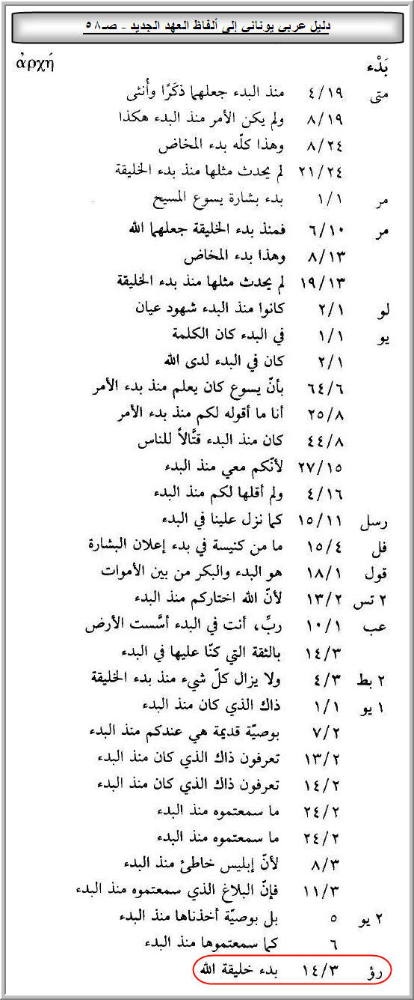 دليل عربي يوناني إلى ألفاظ العهد الجديد - صـ٥٨
بَدْء ἀρχή
متى ٤/١٩ منذ البدء جعلهما ذكَرًا وأُنثى
٨/١٩ ولم يكن الأمر منذ البدء هكذا
٨/٢٤ وهذا كلّه بدء المخاض
٢١/٢٤ لم يحدث مثلها منذ بدء الخليقة
مر ١/١ بدء بشارة يسوع المسيح
مر ٦/١٠ فمنذ بدء الخليقة جعلهما الله
٨/١٣ وهذا بدء المخاض
١٩/١٣ لم يحدث مثلها منذ بدء الخليقة
لو ٢/١ كانوا منذ البدء شهود عيان
يو ١/١ في البدء كان الكلمة
٢/١ كان في البدء لدى الله
٦٤/٦ بأنّ يسوع كان يعلم منذ بدء الأمر
٢٥/٨ أنا ما أقوله لكم منذ بدء الأمر
٤٤/٨ كان منذ البدء قتَّالاً للناس
٢٧/١٥ لأنّكم معي منذ البدء
٤/١٦ ولم أقلها لكم منذ البدء
رسل ١٥/١١ كما نزل علينا في البدء
فل ١٥/٤ ما من كنيسة في بدء إعلان البشارة
قول ١٨/١ هو البدء والبكر من بين الأموات
٢ تس ١٣/٢ لأنّ الله اختاركم منذ البدء
عب ١٠/١ ربِّ، أنت في البدء أسَّست الأرض
١٤/٣ بالثقة التي كنّا عليها في البدء
٢ بط ٤/٣ ولا يزال كلّ شيء منذ بدء الخليقة
١ يو ١/١ ذاك الذي كان منذ البدء
٧/٢ بوصيّة قديمة هي عندكم منذ البدء
١٣/٢ تعرفون ذاك الذي كان منذ البدء
١٤/٢ تعرفون ذاك الذي كان منذ البدء
٢٤/٢ ما سمعتموه منذ البدء
٢٤/٢ ما سمعتموه منذ البدء
٨/٣ لأنّ إبليس خاطئ منذ البدء
١١/٣ فإنّ البلاغ الذي سمعتموه منذ البدء
٢ يو ٥ بل بوصيّة أخذناها منذ البدء
٦ كما سمعتموها منذ البدء
رؤ ١٤/٣ بدء خليقة الله